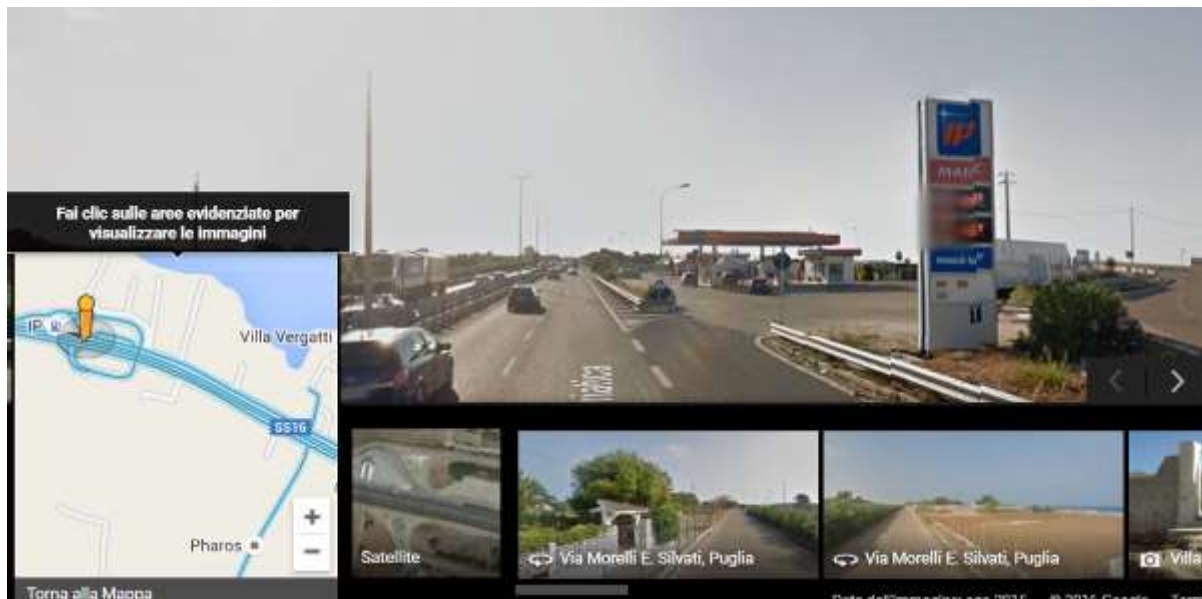 IP
Fai clic sulle aree evidenziate per
visualizzare le immagini
IP
Villa Vergatti
SS16
Pharos
+
−
Torna alla Mappa
Satellite
Via Morelli E. Silvati, Puglia
Via Morelli E. Silvati, Puglia
Villa
© 2016 Google